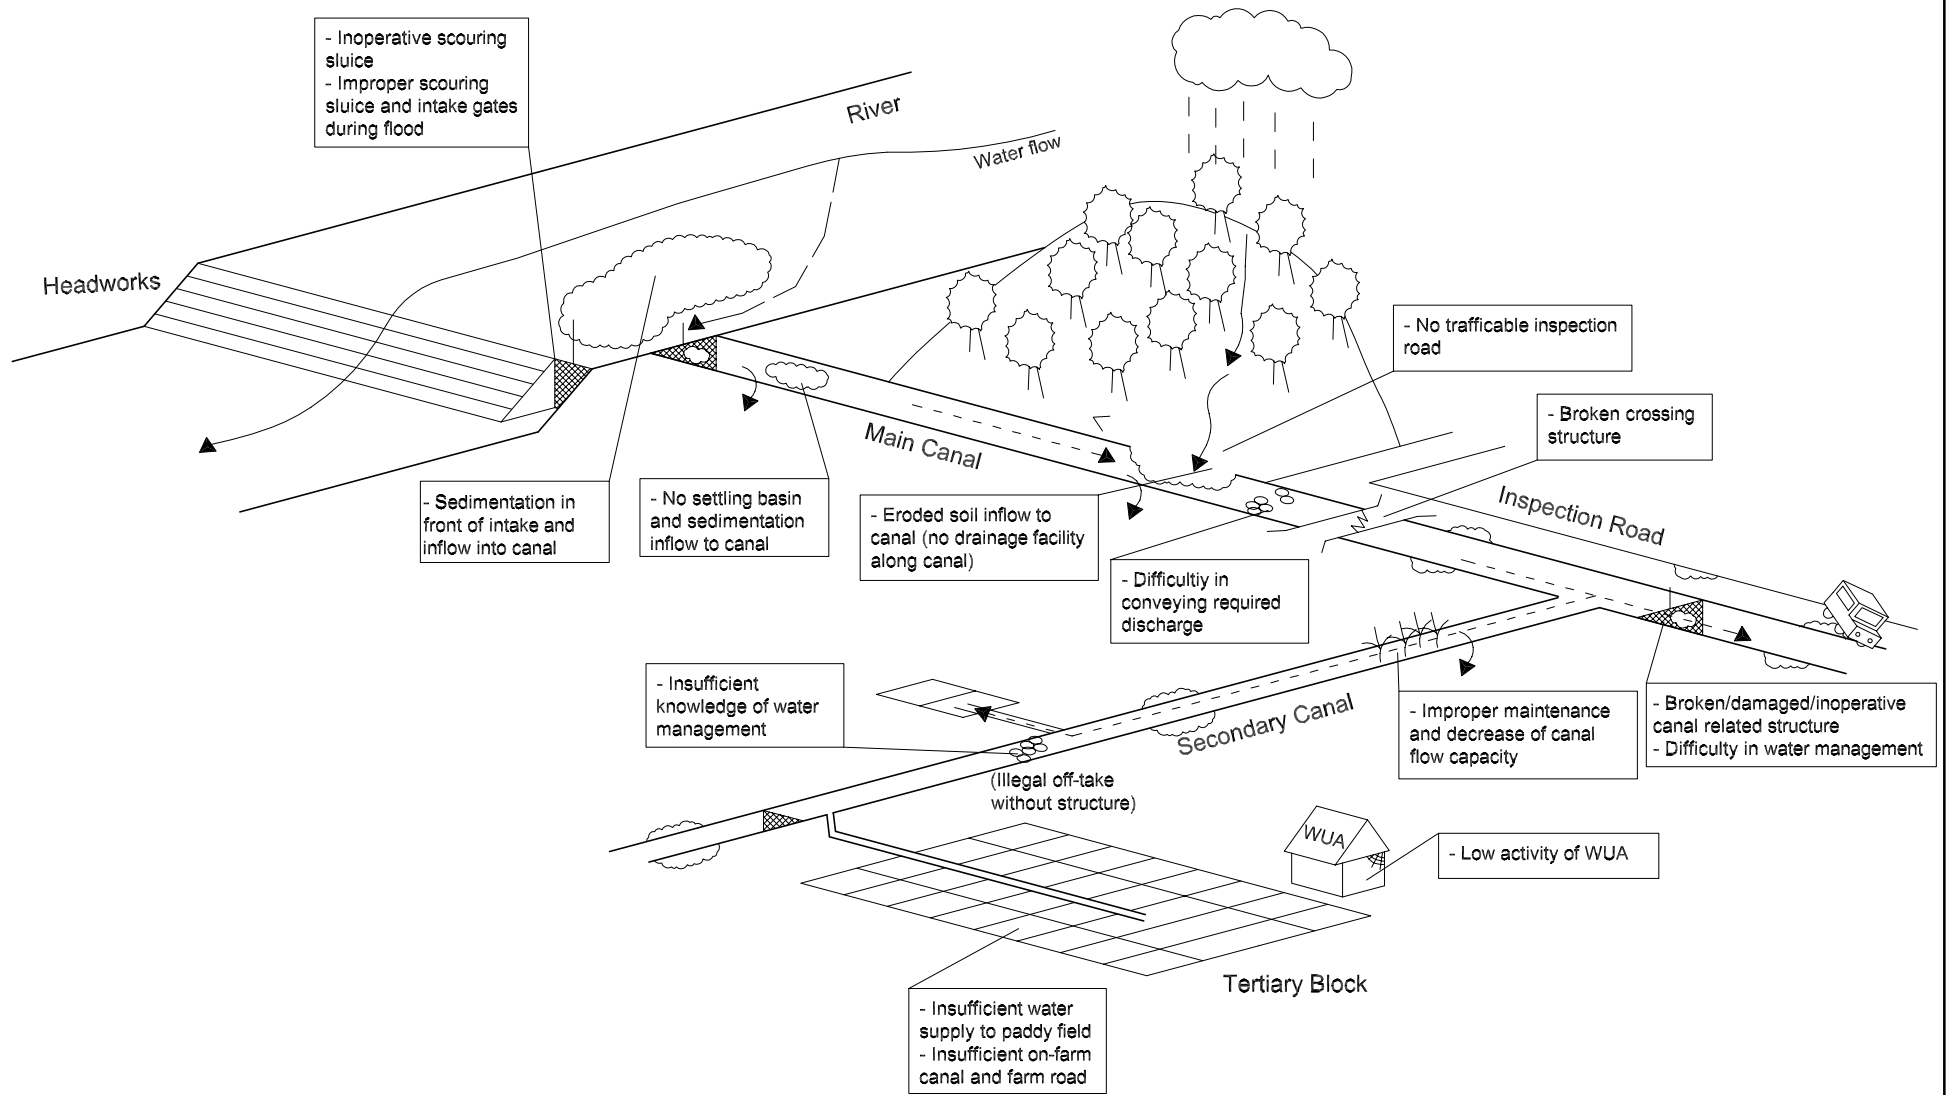 - Inoperative scouring
sluice
- Improper scouring
sluice and intake gates
during flood
River
Water flow
Headworks
- No trafficable inspection
road
- Broken crossing
structure
Main Canal
Inspection Road
- Sedimentation in
front of intake and
inflow into canal
- No settling basin
and sedimentation
inflow to canal
- Eroded soil inflow to
canal (no drainage facility
along canal)
- Difficultiy in
conveying required
discharge
- Insufficient
knowledge of water
management
Secondary Canal
- Improper maintenance
and decrease of canal
flow capacity
- Broken/damaged/inoperative
canal related structure
- Difficulty in water management
(Illegal off-take
without structure)
WUA
- Low activity of WUA
Tertiary Block
- Insufficient water
supply to paddy field
- Insufficient on-farm
canal and farm road